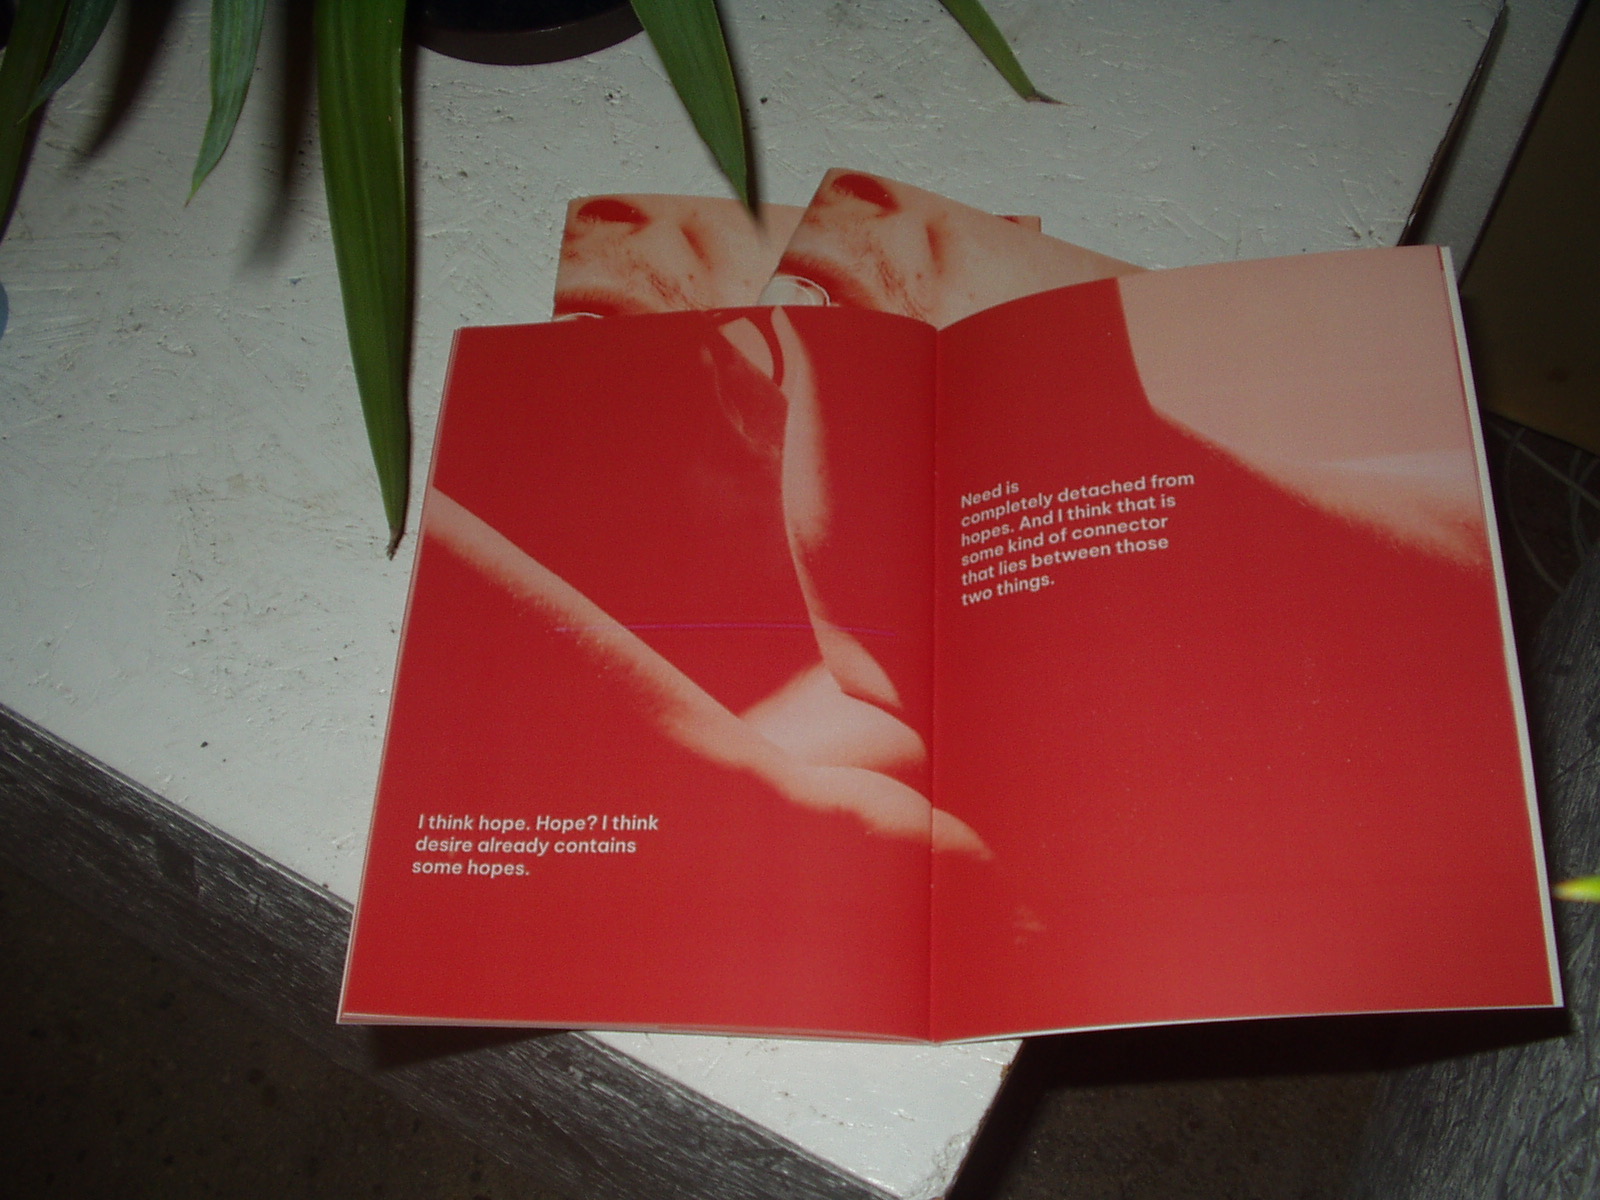 I think hope. Hope? I think
desire already contains
some hopes.
Need is
completely detached from
hopes. And I think that is
some kind of connector
that lies between those
two things.